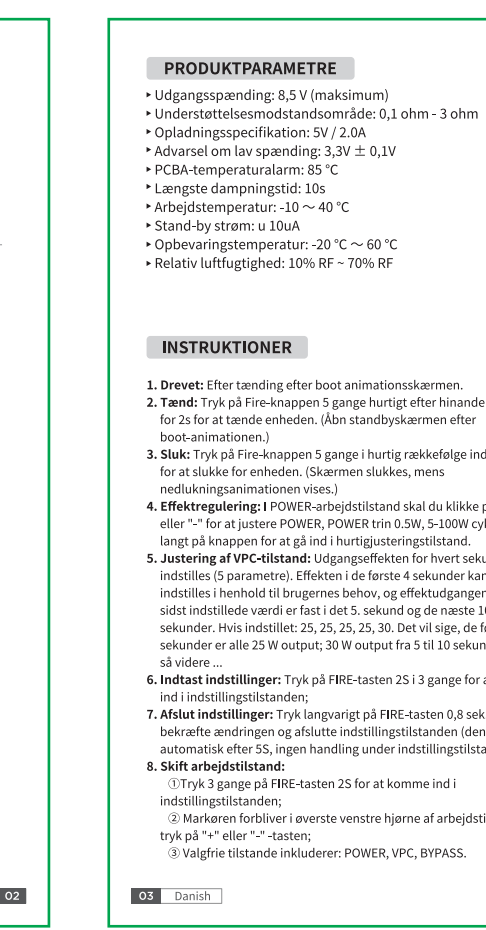 PRODUKTPARAMETRE
‣ Udgangsspænding: 8,5 V (maksimum)
‣ Understøttelsesmodstandsområde: 0,1 ohm - 3 ohm
‣ Opladningsspecifikation: 5V / 2.0A
‣ Advarsel om lav spænding: 3,3V ± 0,1V
‣ PCBA-temperaturalarm: 85 °C
‣ Længste dampningstid: 10s
‣ Arbejdstemperatur: -10 ～ 40 °C
‣ Stand-by strøm: u 10uA
‣ Opbevaringstemperatur: -20 °C ～ 60 °C
‣ Relativ luftfugtighed: 10% RF ~ 70% RF
INSTRUKTIONER
1. Drevet: Efter tænding efter boot animationsskærmen.
2. Tænd: Tryk på Fire-knappen 5 gange hurtigt efter hinande
for 2s for at tænde enheden. (Åbn standbyskærmen efter
boot-animationen.)
3. Sluk: Tryk på Fire-knappen 5 gange i hurtig rækkefølge ind
for at slukke for enheden. (Skærmen slukkes, mens
nedlukningsanimationen vises.)
4. Effektregulering: I POWER-arbejdstilstand skal du klikke p
eller "-" for at justere POWER, POWER trin 0.5W, 5-100W cyk
langt på knappen for at gå ind i hurtigjusteringstilstand.
5. Justering af VPC-tilstand: Udgangseffekten for hvert seku
indstilles (5 parametre). Effekten i de første 4 sekunder kan
indstilles i henhold til brugernes behov, og effektudgangen
sidst indstillede værdi er fast i det 5. sekund og de næste 10
sekunder. Hvis indstillet: 25, 25, 25, 25, 30. Det vil sige, de fø
sekunder er alle 25 W output; 30 W output fra 5 til 10 sekun
så videre ...
6. Indtast indstillinger: Tryk på FIRE-tasten 2S i 3 gange for a
ind i indstillingstilstanden;
7. Afslut indstillinger: Tryk langvarigt på FIRE-tasten 0,8 sek
bekræfte ændringen og afslutte indstillingstilstanden (den
automatisk efter 5S, ingen handling under indstillingstilsta
8. Skift arbejdstilstand:
①Tryk 3 gange på FIRE-tasten 2S for at komme ind i
indstillingstilstanden;
② Markøren forbliver i øverste venstre hjørne af arbejdsti
tryk på "+" eller "-" -tasten;
③ Valgfrie tilstande inkluderer: POWER, VPC, BYPASS.
02
03 Danish